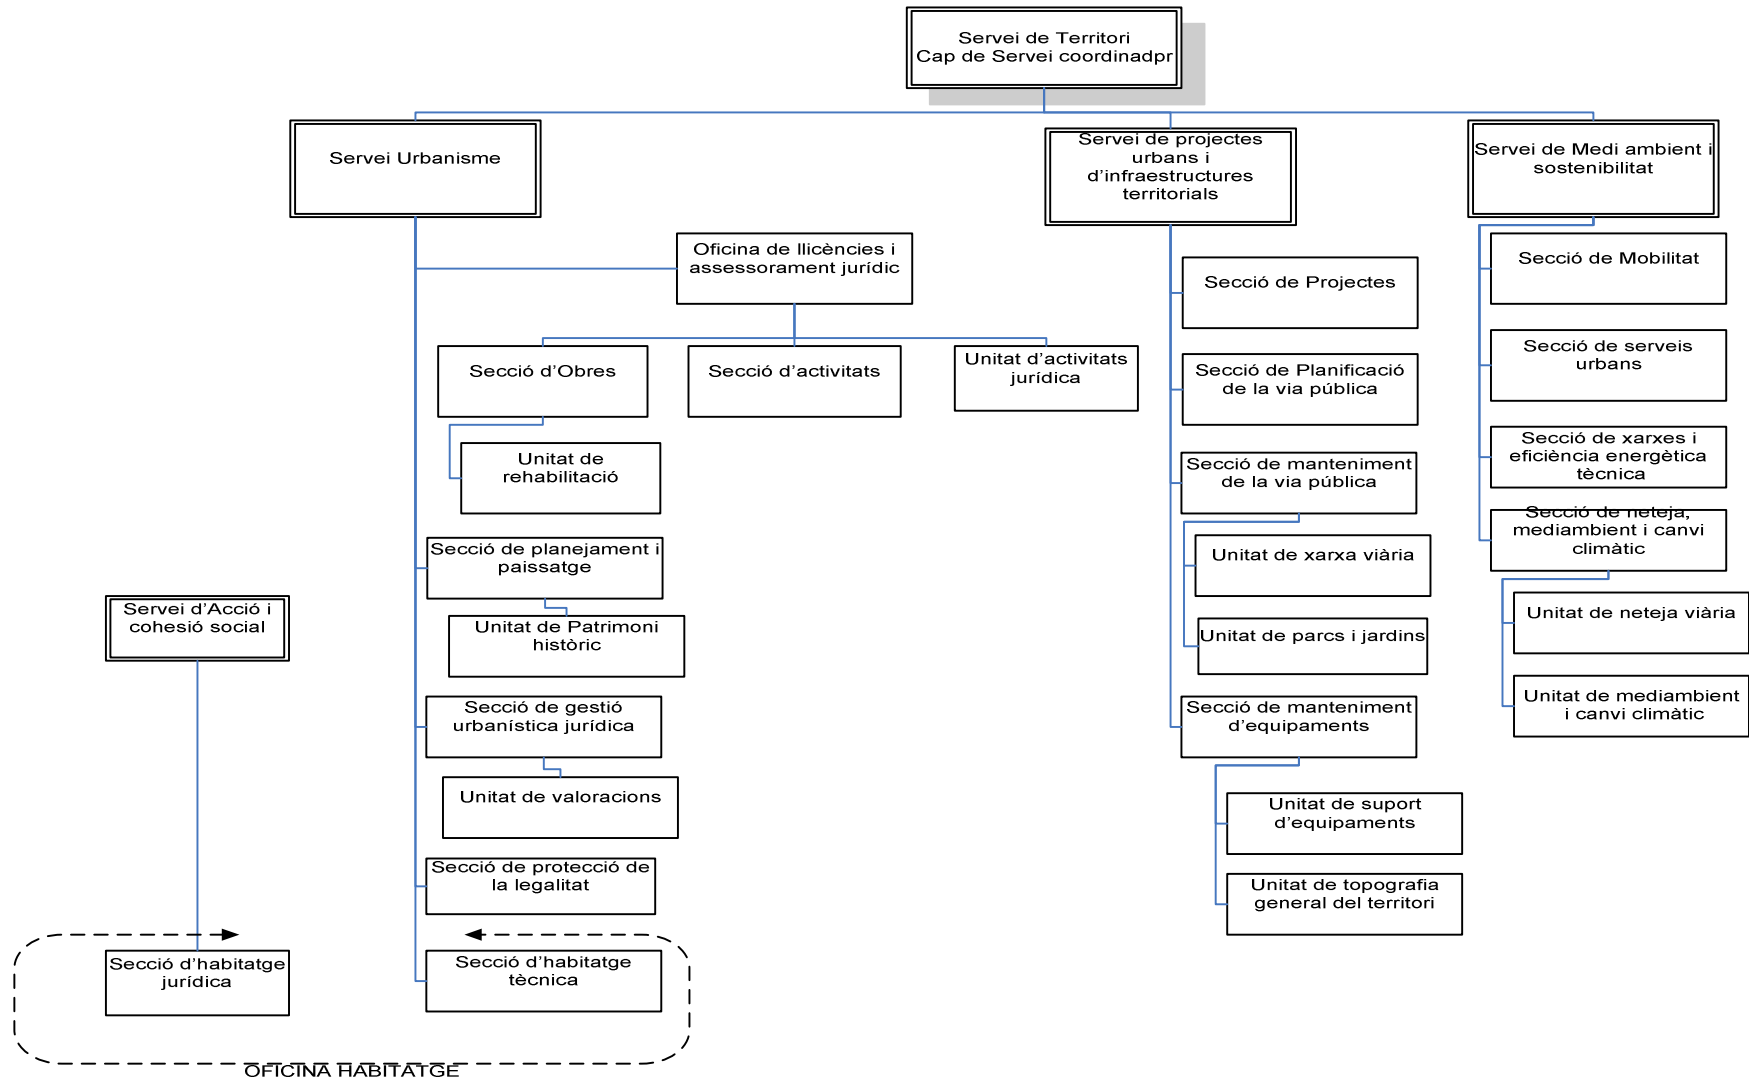 Servei de Territori
Cap de Servei coordinadpr
Servei Urbanisme
Servei de projectes
urbans i
d'infraestructures
territorials
Servei de Medi ambient i
sostenibilitat
Oficina de llicències i
assessorament jurídic
Secció d'Obres
Secció d'activitats
Unitat d'activitats
jurídica
Unitat de
rehabilitació
Secció de planejament i
paissatge
Unitat de Patrimoni
històric
Secció de gestió
urbanística jurídica
Unitat de valoracions
Secció de protecció de
la legalitat
Secció d'habitatge
tècnica
Servei d'Acció i
cohesió social
Secció d'habitatge
jurídica
OFICINA HABITATGE
Secció de Projectes
Secció de Planificació
de la via pública
Secció de manteniment
de la via pública
Unitat de xarxa viària
Unitat de parcs i jardins
Secció de manteniment
d'equipaments
Unitat de suport
d'equipaments
Unitat de topografia
general del territori
Secció de Mobilitat
Secció de serveis
urbans
Secció de xarxes i
eficiència energètica
tècnica
Secció de neteja,
mediambient i canvi
climàtic
Unitat de neteja viària
Unitat de mediambient
i canvi climàtic